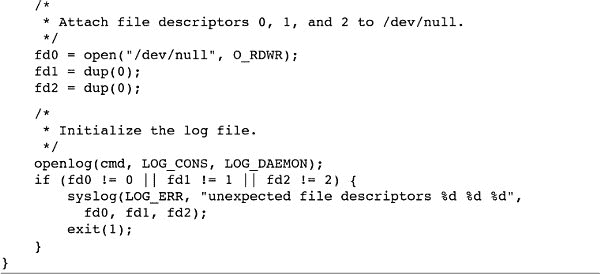 /*
 * Attach file descriptors 0, 1, and 2 to /dev/null.
 */
fd0 = open("/dev/null", O_RDWR);
fd1 = dup(0);
fd2 = dup(0);
/*
 * Initialize the log file.
 */
openlog(cmd, LOG_CONS, LOG_DAEMON);
if (fd0 != 0 || fd1 != 1 || fd2 != 2) {
syslog(LOG_ERR, "unexpected file descriptors %d %d %d",
fd0, fd1, fd2);
exit(1);
}
}